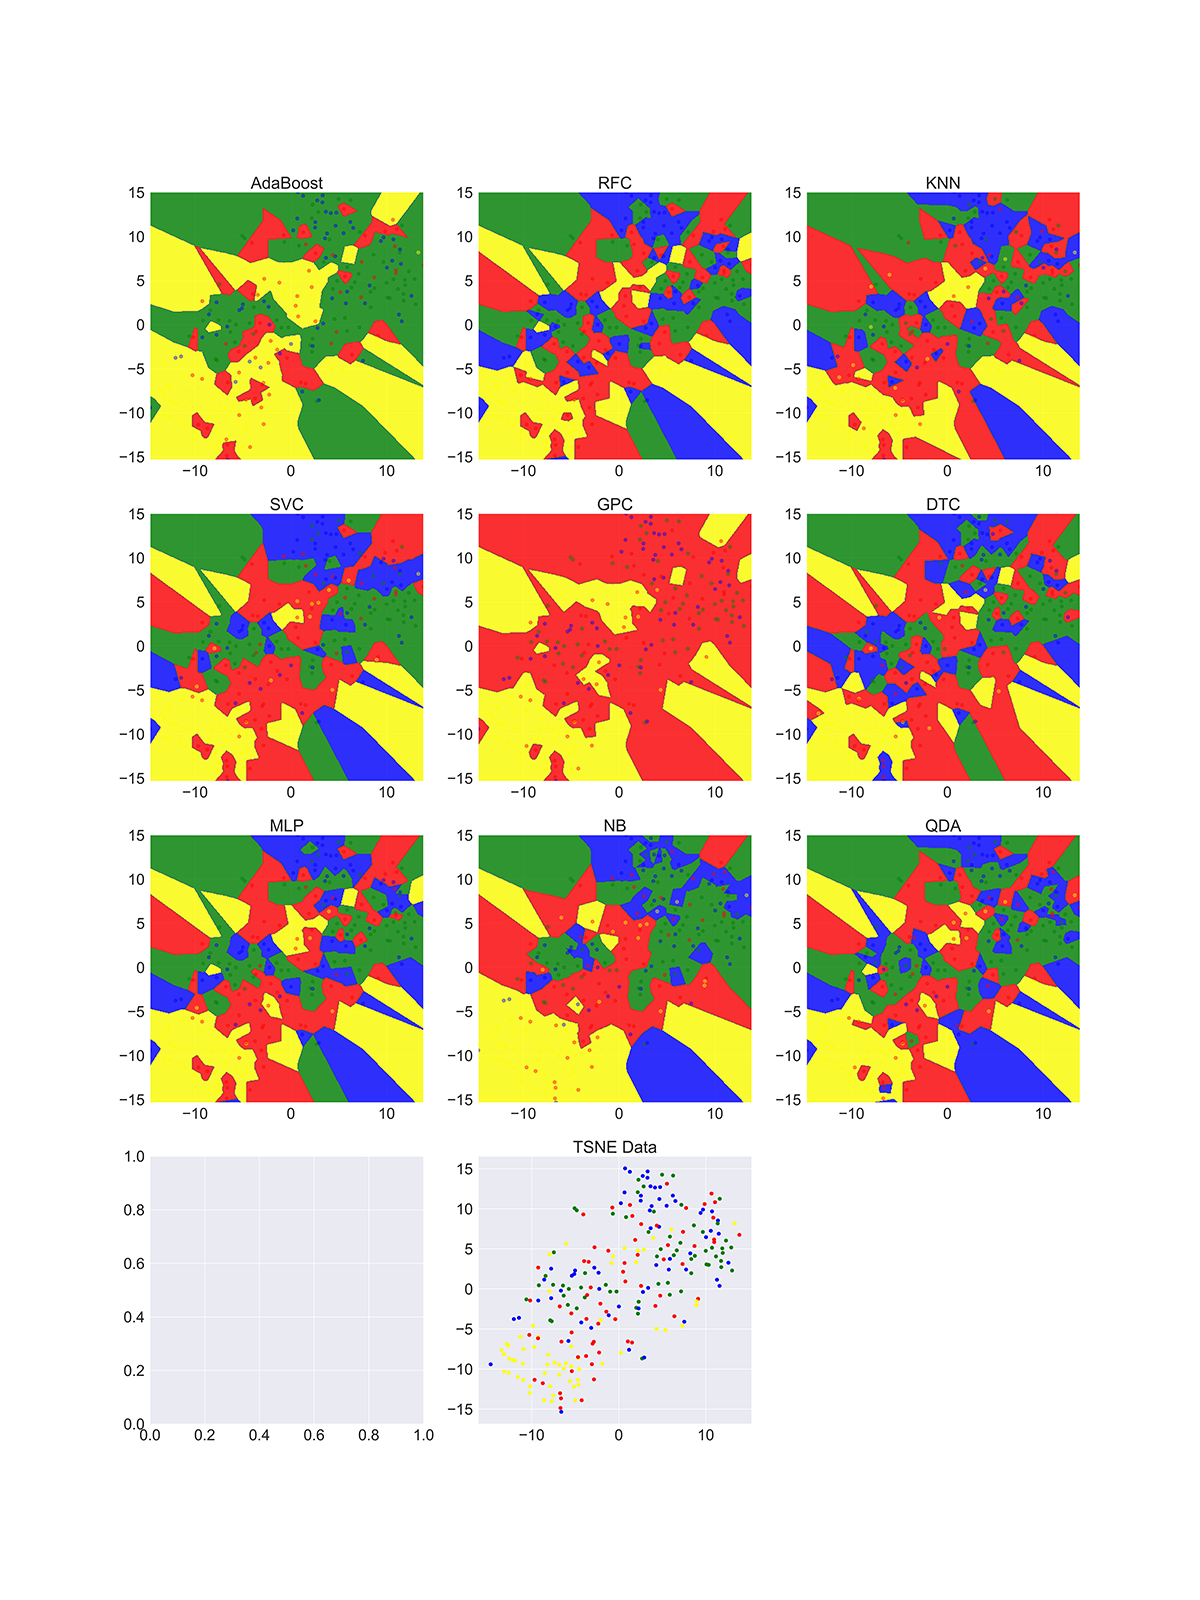 AdaBoost RFC KNN
15 15 15
10 10 10
5 5 5
0 0 0
−5 −5 −5
−10 −10 −10
−15 −15 −15
−10 0 10 −10 0 10 −10 0 10
SVC GPC DTC
15 15 15
10 10 10
5 5 5
0 0 0
−5 −5 −5
−10 −10 −10
−15 −15 −15
−10 0 10 −10 0 10 −10 0 10
MLP NB QDA
15 15 15
10 10 10
5 5 5
0 0 0
−5 −5 −5
−10 −10 −10
−15 −15 −15
−10 0 10 −10 0 10 −10 0 10
TSNE Data
1.0 15
0.8 10
0.6 5
0.4 0
0.2 −5
0.0 −10
−15
0.0 0.2 0.4 0.6 0.8 1.0 −10 0 10